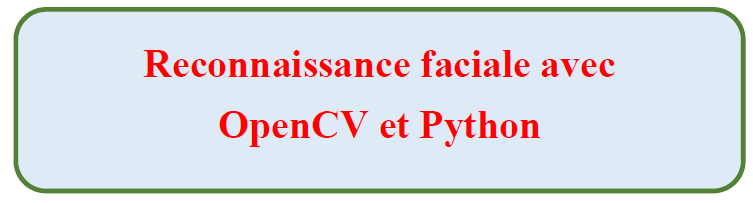 Reconnaissance faciale avec
OpenCV et Python